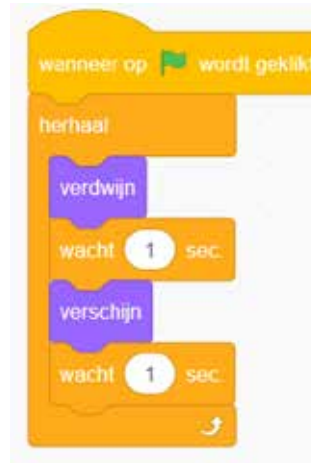 wanneer op wordt geklikt
herhaal
verdwijn
wacht 1 sec.
verschijn
wacht 1 sec.